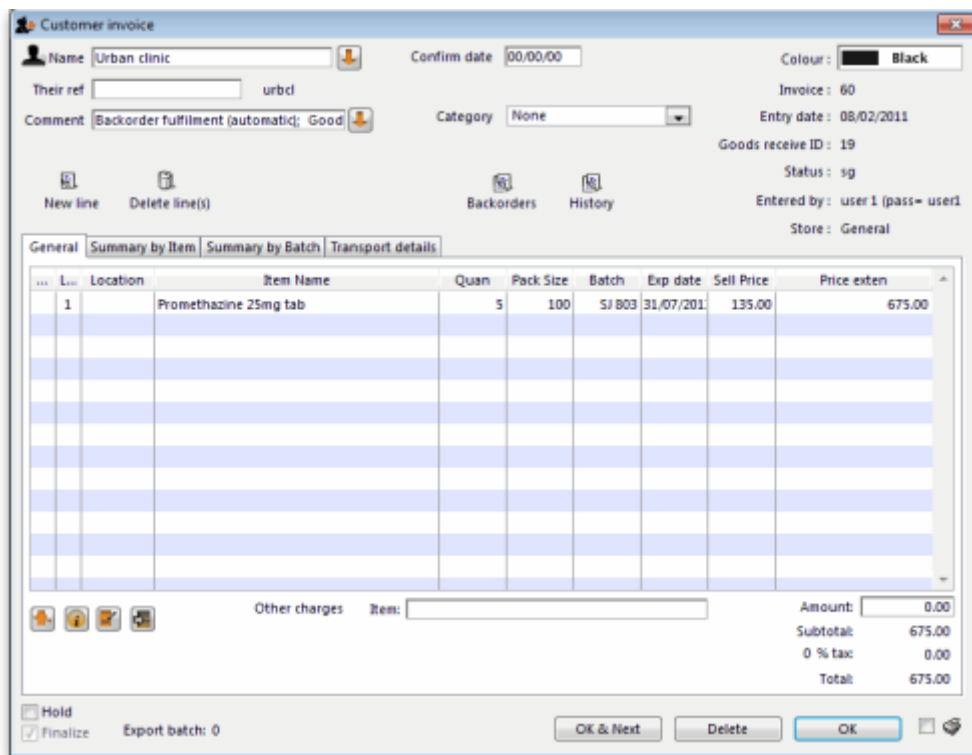 Customer invoice
Name Urban clinic Confirm date 00/00/00 Colour: Black
Their ref urbcl Invoice: 60
Comment Backorder fulfilment (automatic); Good Category None Entry date: 08/02/2011
Goods receive ID: 19
Status: sg
New line Delete line(s) Backorders History Entered by: user 1 (pass= user1
Store: General
General Summary by Item Summary by Batch Transport details
... L... Location Item Name Quan Pack Size Batch Exp date Sell Price Price exten
1 Promethazine 25mg tab 5 100 SJ B03 31/07/201 135.00 675.00
Other charges Item: Amount: 0.00
Subtotal: 675.00
0 % tax: 0.00
Total: 675.00
Hold
Finalize Export batch: 0 OK & Next Delete OK